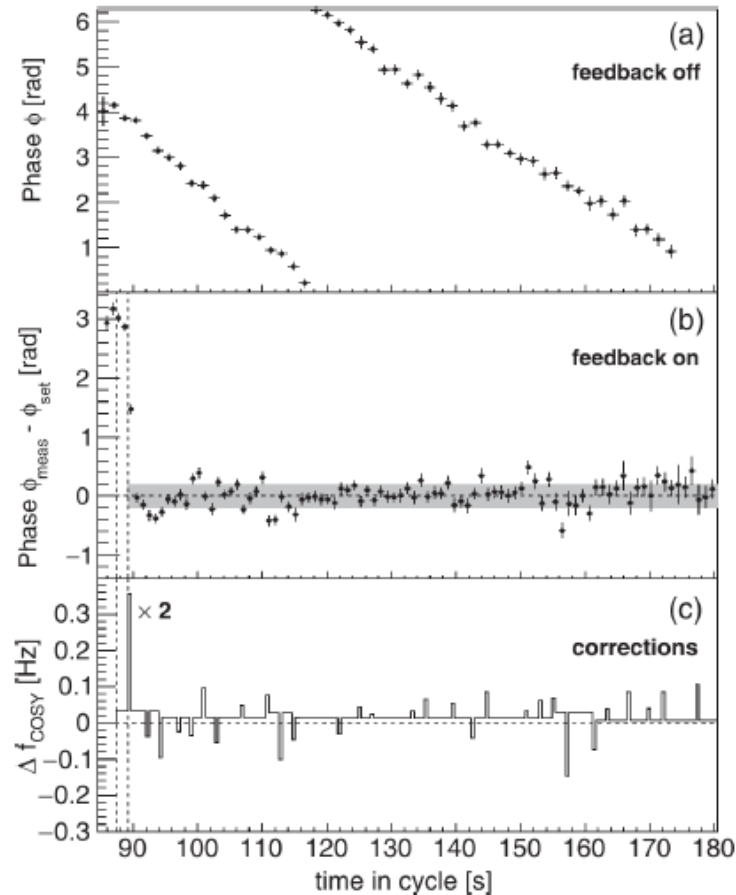 (a)
feedback off
Phase ϕ [rad]
6
5
4
3
2
1
(b)
feedback on
Phase ϕmeas - ϕset [rad]
3
2
1
0
−1
(c)
× 2
corrections
Δ fCOSY [Hz]
0.3
0.2
0.1
0
−0.1
−0.2
−0.3
90 100 110 120 130 140 150 160 170 180
time in cycle [s]